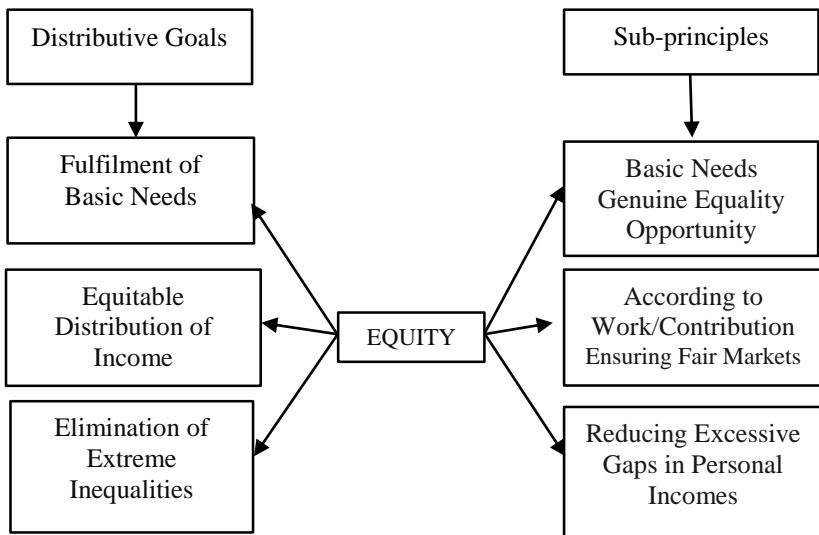 Distributive Goals
Sub-principles
Fulfilment of
Basic Needs
Basic Needs
Genuine Equality
Opportunity
Equitable
Distribution of
Income
EQUITY
According to
Work/Contribution
Ensuring Fair Markets
Elimination of
Extreme
Inequalities
Reducing Excessive
Gaps in Personal
Incomes